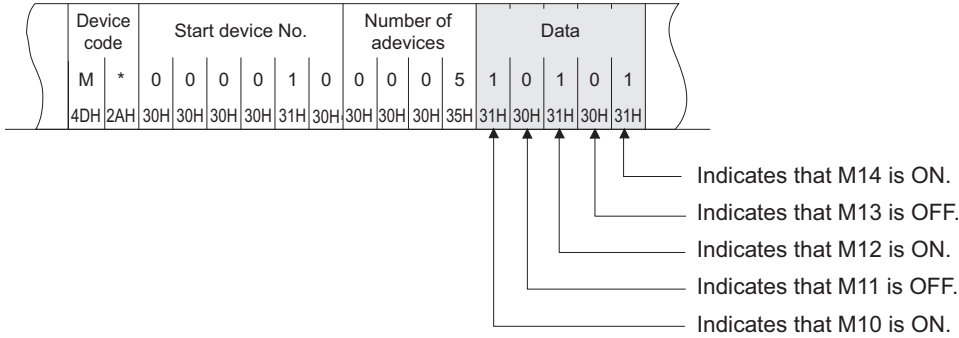 Device code
Start device No.
Number of adevices
Data
M * 0 0 0 0 1 0 0 0 0 5 1 0 1 0 1
4DH 2AH 30H 30H 30H 30H 31H 30H 30H 30H 30H 35H 31H 30H 31H 30H 31H
Indicates that M14 is ON.
Indicates that M13 is OFF.
Indicates that M12 is ON.
Indicates that M11 is OFF.
Indicates that M10 is ON.